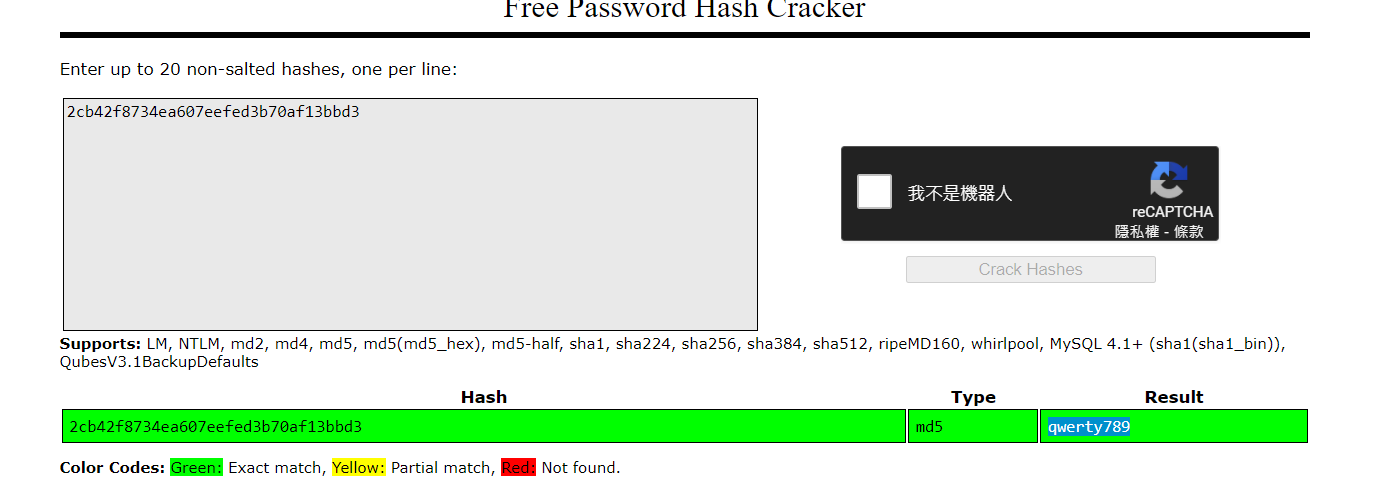 Free Password Hash Cracker
Enter up to 20 non-salted hashes, one per line:
2cb42f8734ea607eefed3b70af13bbd3
我不是機器人
reCAPTCHA
隱私權 - 條款
Crack Hashes
Supports: LM, NTLM, md2, md4, md5, md5(md5_hex), md5-half, sha1, sha224, sha256, sha384, sha512, ripeMD160, whirlpool, MySQL 4.1+ (sha1(sha1_bin)),
QubesV3.1BackupDefaults
Hash Type Result
2cb42f8734ea607eefed3b70af13bbd3 md5 qwerty789
Color Codes: Green: Exact match, Yellow: Partial match, Red: Not found.